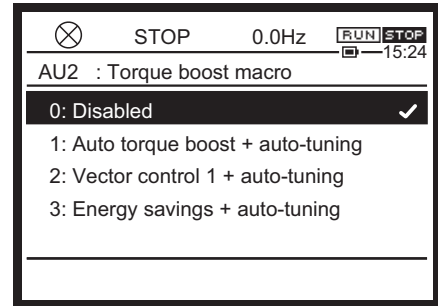 STOP 0.0Hz RUN STOP
15:24
AU2 : Torque boost macro
0: Disabled
1: Auto torque boost + auto-tuning
2: Vector control 1 + auto-tuning
3: Energy savings + auto-tuning